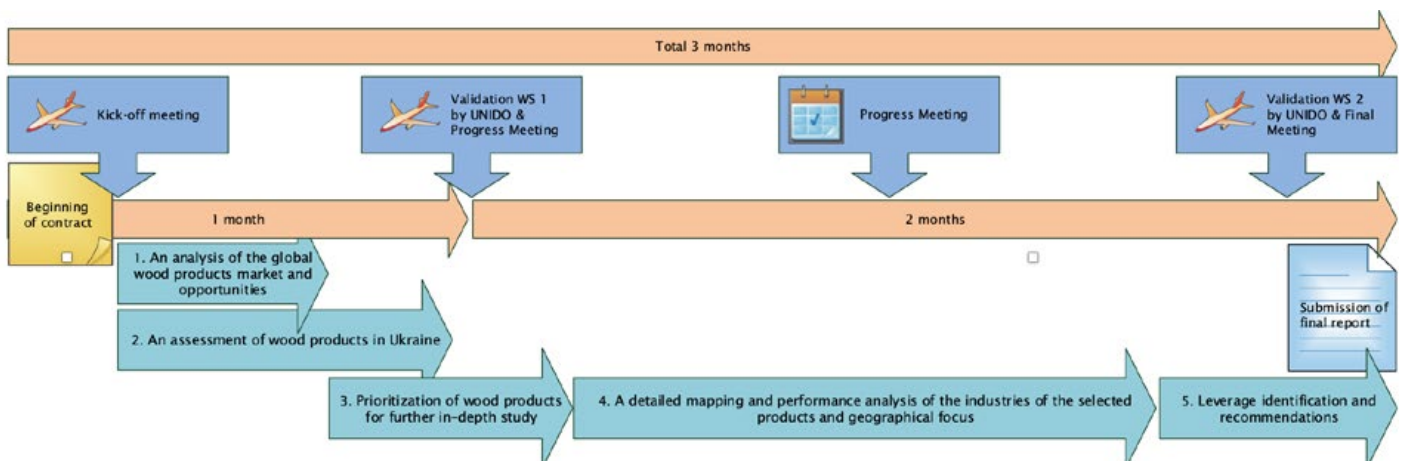 Total 3 months
Kick-off meeting
Validation WS 1
by UNIDO &
Progress Meeting
Progress Meeting
Validation WS 2
by UNIDO & Final
Meeting
Beginning
of contract
1 month
2 months
1. An analysis of the global
wood products market and
opportunities
2. An assessment of wood products in Ukraine
Submission of
final report
3. Prioritization of wood products
for further in-depth study
4. A detailed mapping and performance analysis of the industries of the selected
products and geographical focus
5. Leverage identification and
recommendations